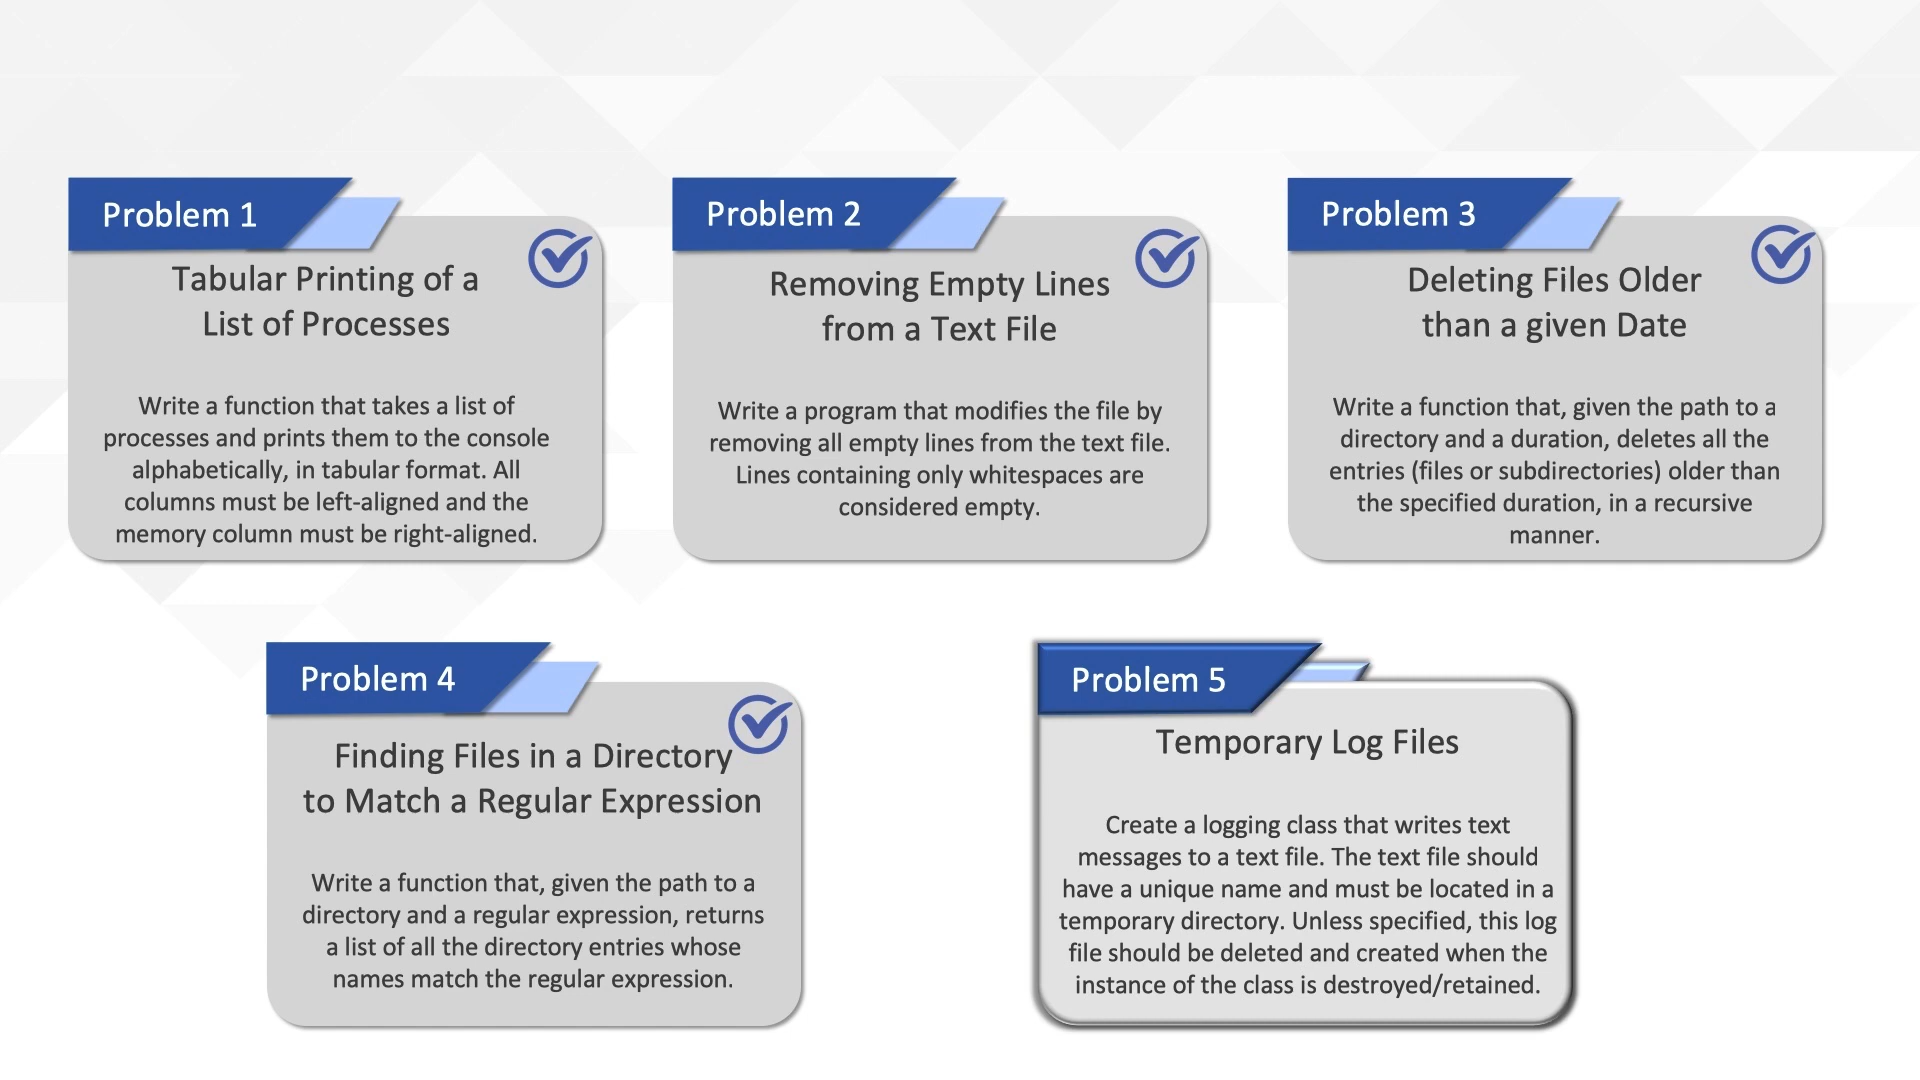 Problem 1
Tabular Printing of a
List of Processes
Write a function that takes a list of
processes and prints them to the console
alphabetically, in tabular format. All
columns must be left-aligned and the
memory column must be right-aligned.
Problem 2
Removing Empty Lines
from a Text File
Write a program that modifies the file by
removing all empty lines from the text file.
Lines containing only whitespaces are
considered empty.
Problem 3
Deleting Files Older
than a given Date
Write a function that, given the path to a
directory and a duration, deletes all the
entries (files or subdirectories) older than
the specified duration, in a recursive
manner.
Problem 4
Finding Files in a Directory
to Match a Regular Expression
Write a function that, given the path to a
directory and a regular expression, returns
a list of all the directory entries whose
names match the regular expression.
Problem 5
Temporary Log Files
Create a logging class that writes text
messages to a text file. The text file should
have a unique name and must be located in a
temporary directory. Unless specified, this log
file should be deleted and created when the
instance of the class is destroyed/retained.